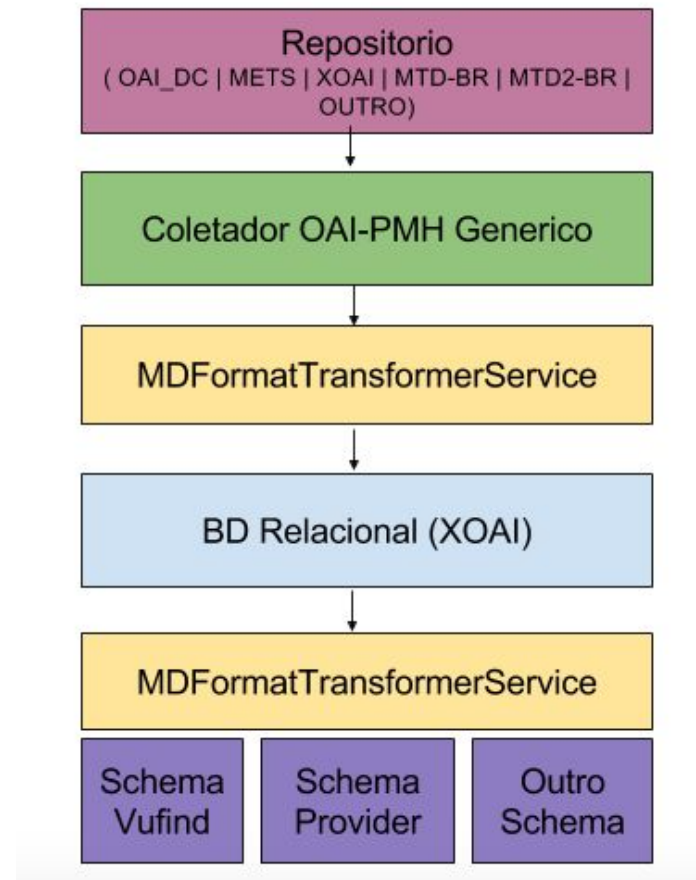 Repositorio
( OAI_DC | METS | XOAI | MTD-BR | MTD2-BR |
OUTRO)
Coletador OAI-PMH Generico
MDFormatTransformerService
BD Relacional (XOAI)
MDFormatTransformerService
Schema
Vufind
Schema
Provider
Outro
Schema